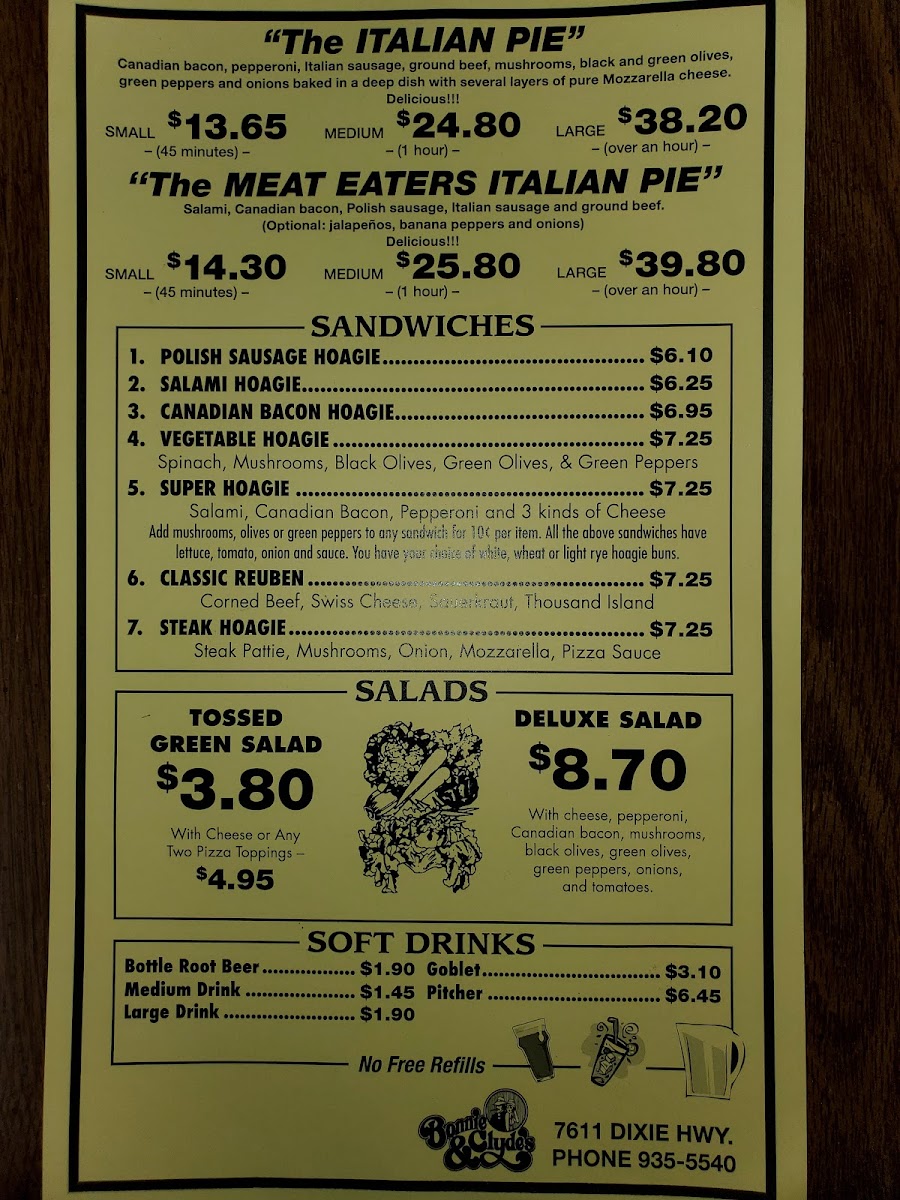 “The ITALIAN PIE”
Canadian bacon, pepperoni, Italian sausage, ground beef, mushrooms, black and green olives,
green peppers and onions baked in a deep dish with several layers of pure Mozzarella cheese.
Delicious!!!
SMALL $13.65 MEDIUM $24.80 LARGE $38.20
– (45 minutes) – – (1 hour) – – (over an hour) –
“The MEAT EATERS ITALIAN PIE”
Salami, Canadian bacon, Polish sausage, Italian sausage and ground beef.
(Optional: jalapeños, banana peppers and onions)
Delicious!!!
SMALL $14.30 MEDIUM $25.80 LARGE $39.80
– (45 minutes) – – (1 hour) – – (over an hour) –
SANDWICHES
1. POLISH SAUSAGE HOAGIE........ $6.10
2. SALAMI HOAGIE........ $6.25
3. CANADIAN BACON HOAGIE........ $6.95
4. VEGETABLE HOAGIE ........ $7.25
Spinach, Mushrooms, Black Olives, Green Olives, & Green Peppers
5. SUPER HOAGIE ........ $7.25
Salami, Canadian Bacon, Pepperoni and 3 kinds of Cheese
Add mushrooms, olives or green peppers to any sandwich for 10¢ per item. All the above sandwiches have
lettuce, tomato, onion and sauce. You have your choice of white, wheat or light rye hoagie buns.
6. CLASSIC REUBEN ........ $7.25
Corned Beef, Swiss Cheese, Sauerkraut, Thousand Island
7. STEAK HOAGIE........ $7.25
Steak Pattie, Mushrooms, Onion, Mozzarella, Pizza Sauce
SALADS
TOSSED
GREEN SALAD
$3.80
With Cheese or Any
Two Pizza Toppings –
$4.95
DELUXE SALAD
$8.70
With cheese, pepperoni,
Canadian bacon, mushrooms,
black olives, green olives,
green peppers, onions,
and tomatoes.
SOFT DRINKS
Bottle Root Beer........ $1.90 Goblet........ $3.10
Medium Drink ........ $1.45 Pitcher ........ $6.45
Large Drink ........ $1.90
No Free Refills
Bonnie
& Clyde's
7611 DIXIE HWY.
PHONE 935-5540